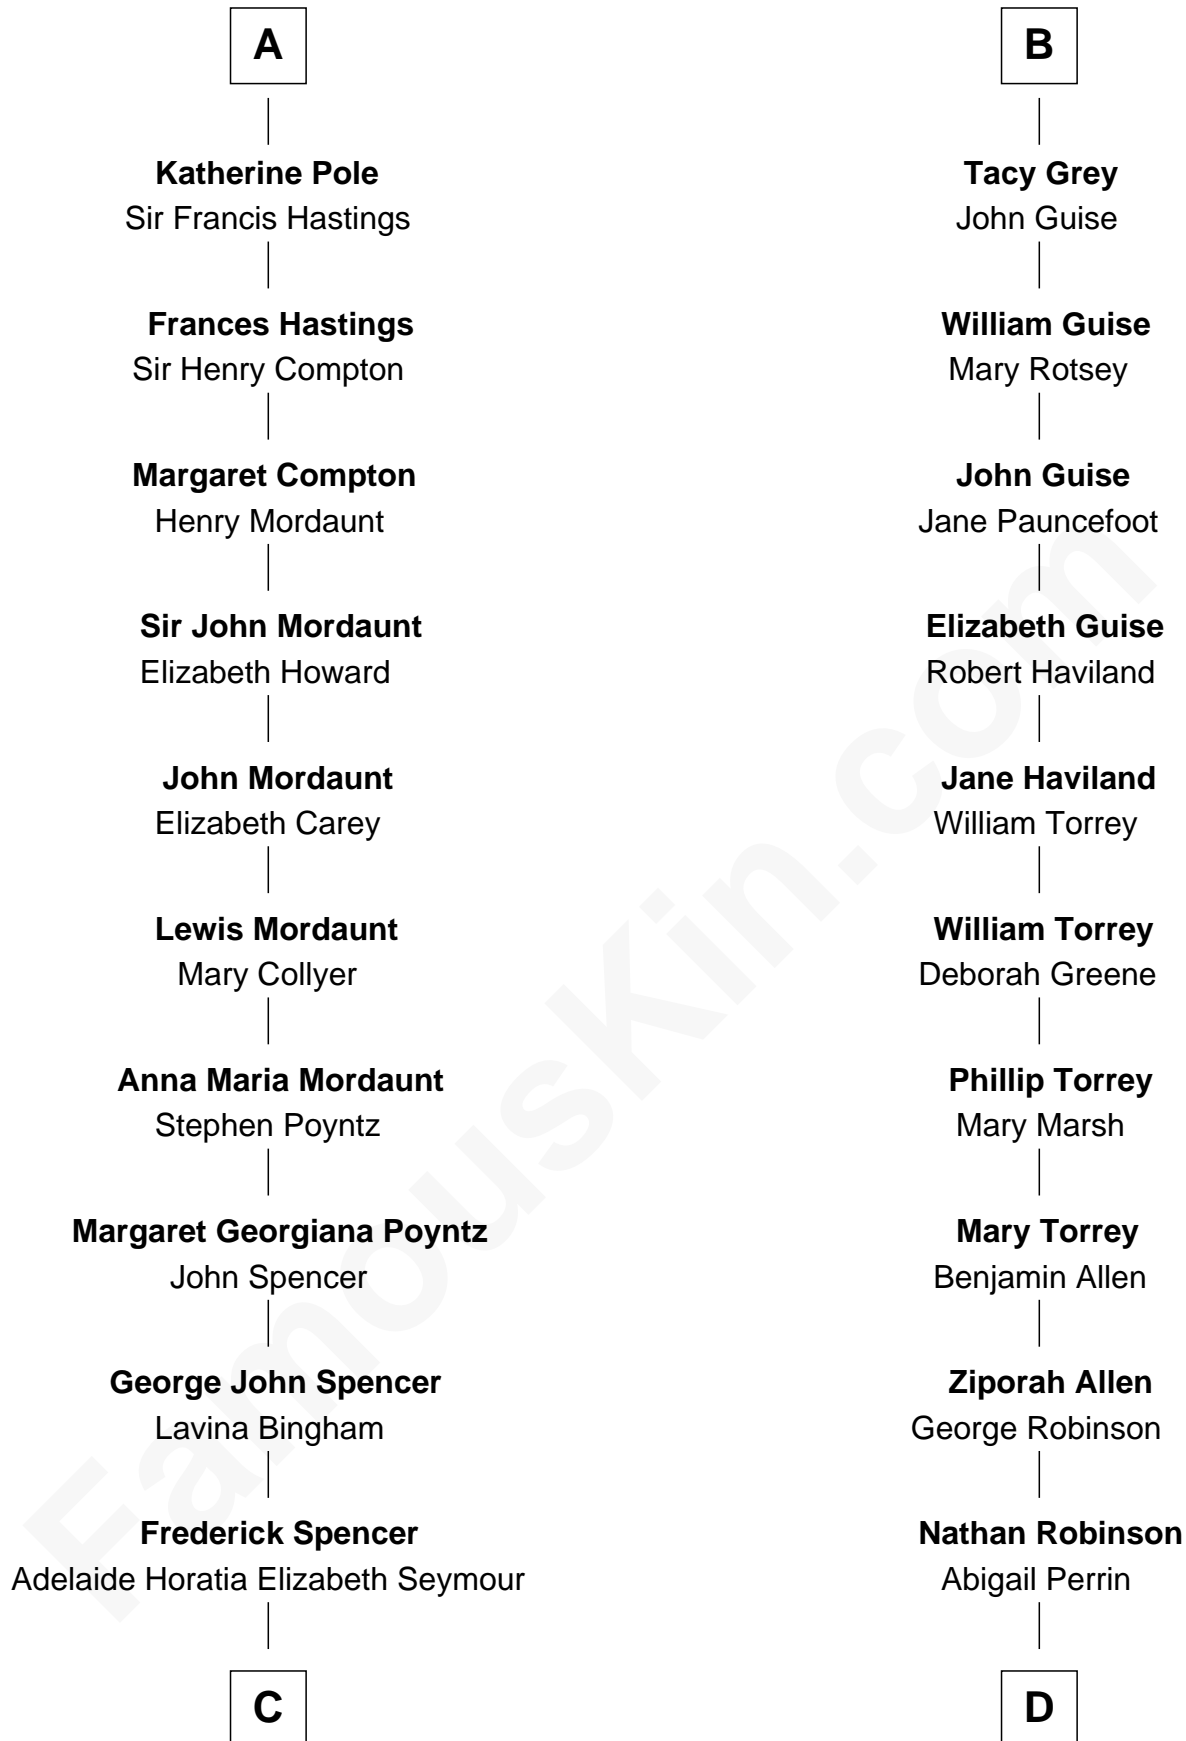 A
Katherine Pole
Sir Francis Hastings
Frances Hastings
Sir Henry Compton
Margaret Compton
Henry Mordaunt
Sir John Mordaunt
Elizabeth Howard
John Mordaunt
Elizabeth Carey
Lewis Mordaunt
Mary Collyer
Anna Maria Mordaunt
Stephen Poyntz
Margaret Georgiana Poyntz
John Spencer
George John Spencer
Lavina Bingham
Frederick Spencer
Adelaide Horatia Elizabeth Seymour
C
B
Tacy Grey
John Guise
William Guise
Mary Rotsey
John Guise
Jane Pauncefoot
Elizabeth Guise
Robert Haviland
Jane Haviland
William Torrey
William Torrey
Deborah Greene
Phillip Torrey
Mary Marsh
Mary Torrey
Benjamin Allen
Ziporah Allen
George Robinson
Nathan Robinson
Abigail Perrin
D
FamousKin.com